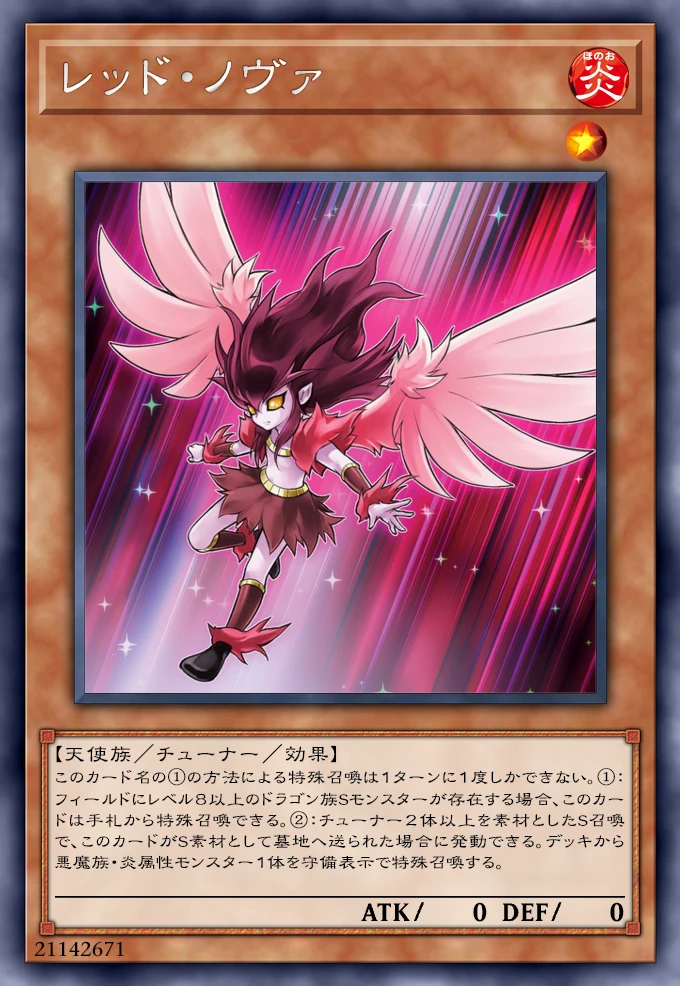 レッド・ノヴァ
ほのお
炎
【天使族／チューナー／効果】
このカード名の①の方法による特殊召喚は１ターンに１度しかできない。①：
フィールドにレベル８以上のドラゴン族Sモンスターが存在する場合、このカー
ドは手札から特殊召喚できる。②：チューナー２体以上を素材としたS召喚
で、このカードがS素材として墓地へ送られた場合に発動できる。デッキから
悪魔族・炎属性モンスター１体を守備表示で特殊召喚する。
ATK/ 0 DEF/ 0
21142671